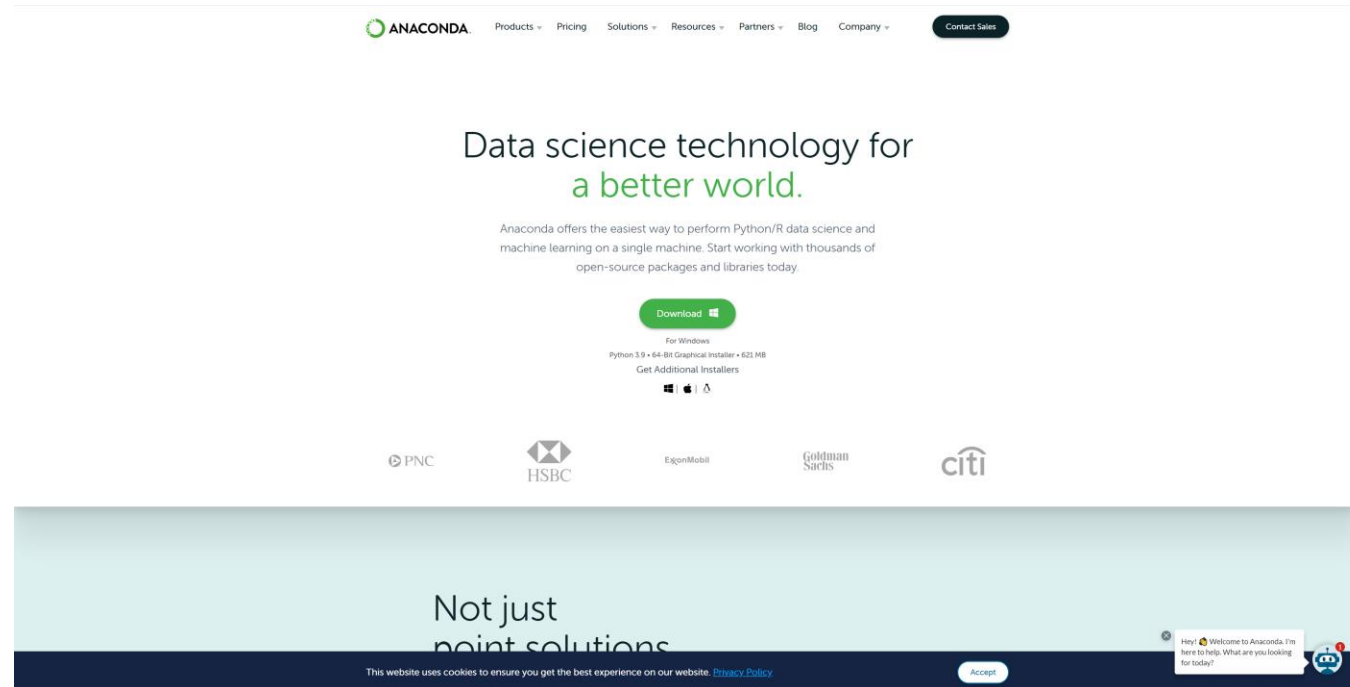 ANACONDA.
Products Pricing Solutions Resources Partners Blog Company Contact Sales
Data science technology for
a better world.
Anaconda offers the easiest way to perform Python/R data science and
machine learning on a single machine. Start working with thousands of
open-source packages and libraries today.
Download
For Windows
Python 3.9 • 64-Bit Graphical Installer • 621 MB
Get Additional Installers
| |
PNC
HSBC
ExxonMobil
Goldman
Sachs
citi
Not just
point solutions
This website uses cookies to ensure you get the best experience on our website. Privacy Policy
Accept
Hey! Welcome to Anaconda. I'm
here to help. What are you looking
for today?
1